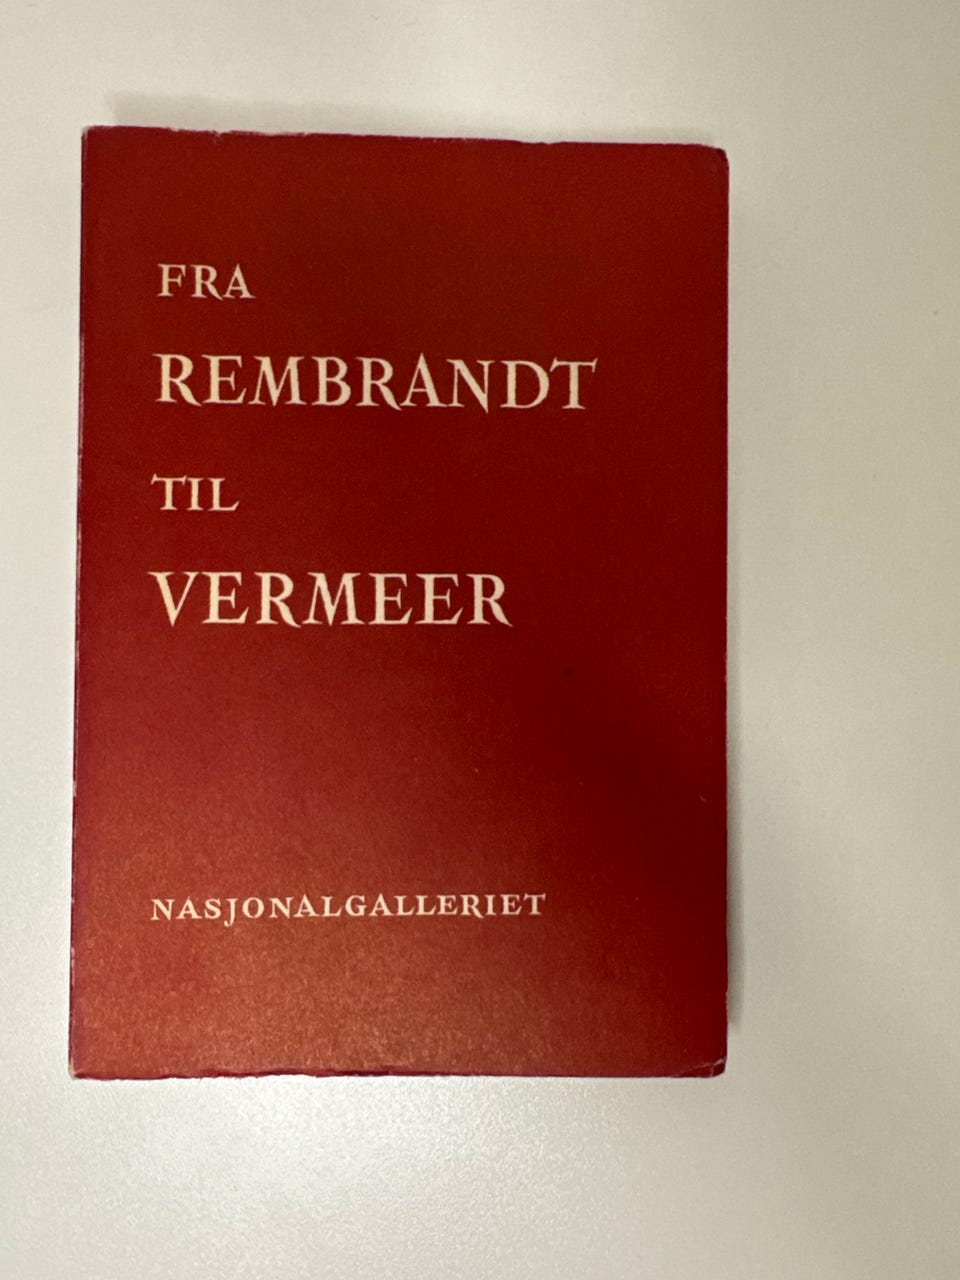 FRA
REMBRANDT
TIL
VERMEER
NASJONALGALLERIET